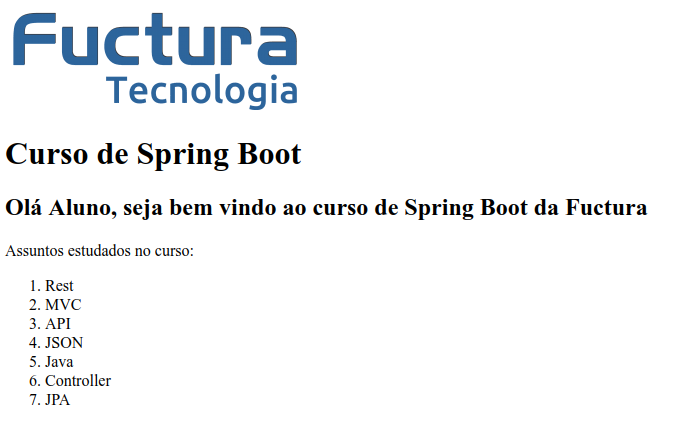 Fuctura
Tecnologia
Curso de Spring Boot
Olá Aluno, seja bem vindo ao curso de Spring Boot da Fuctura
Assuntos estudados no curso:
1. Rest
2. MVC
3. API
4. JSON
5. Java
6. Controller
7. JPA